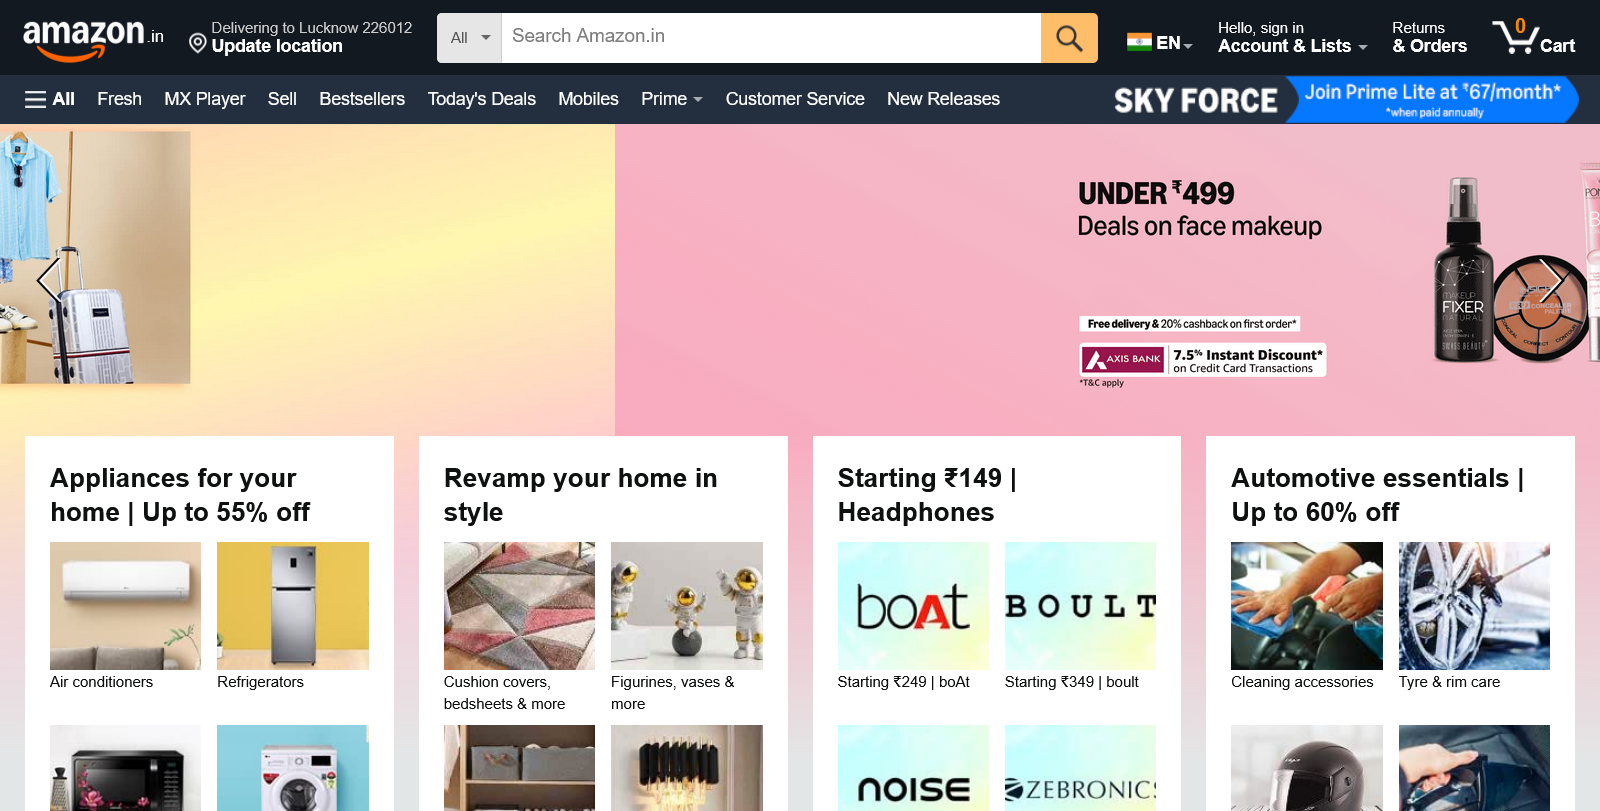 amazon.in
Delivering to Lucknow 226012
Update location
All
Search Amazon.in
EN
Hello, sign in
Account & Lists
Returns
& Orders
0
Cart
All
Fresh
MX Player
Sell
Bestsellers
Today's Deals
Mobiles
Prime
Customer Service
New Releases
SKY FORCE
Join Prime Lite at ₹67/month*
*when paid annually
UNDER ₹499
Deals on face makeup
Free delivery & 20% cashback on first order*
AXIS BANK
7.5% Instant Discount*
on Credit Card Transactions
*T&C apply
MAKEUP
FIXER
NATURAL
SWISS BEAUTY
Appliances for your
home | Up to 55% off
Air conditioners
Refrigerators
Revamp your home in
style
Cushion covers,
bedsheets & more
Figurines, vases &
more
Starting ₹149 |
Headphones
boAt
BOULT
Starting ₹249 | boAt
Starting ₹349 | boult
NOISE
ZEBRONICS
Automotive essentials |
Up to 60% off
Cleaning accessories
Tyre & rim care